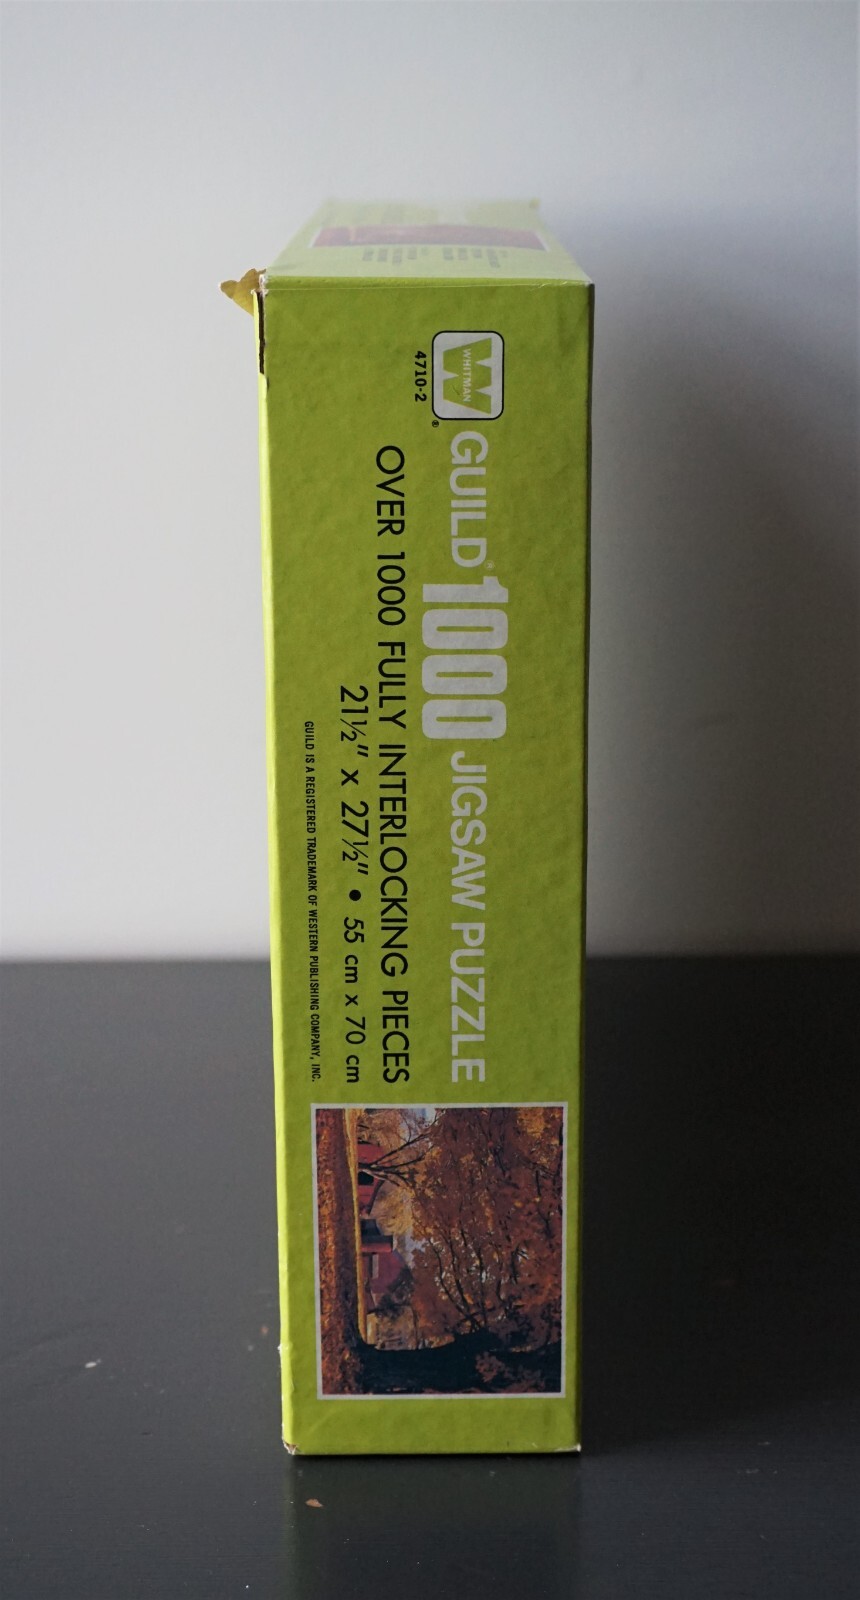 WHITMAN
®
4710-2
GUILD® 1000 JIGSAW PUZZLE
OVER 1000 FULLY INTERLOCKING PIECES
21½" x 27½" • 55 cm x 70 cm
GUILD IS A REGISTERED TRADEMARK OF WESTERN PUBLISHING COMPANY, INC.